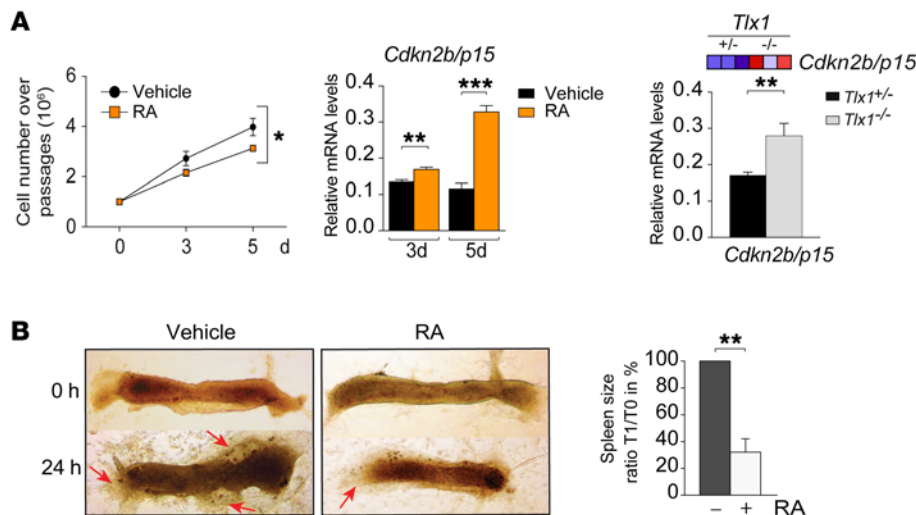 A
Cell number over
passages (10⁶)
6
4
2
0
0 3 5 d
Vehicle
RA
*
Cdkn2b/p15
Relative mRNA levels
0.4
0.3
0.2
0.1
0.0
**
***
Vehicle
RA
3d 5d
Tlx1
+/- -/-
Cdkn2b/p15
**
Relative mRNA levels
0.4
0.3
0.2
0.1
0.0
Tlx1+/-
Tlx1-/-
Cdkn2b/p15
B
Vehicle
RA
0 h
24 h
Spleen size
ratio T1/T0 in %
100
80
60
40
20
0
**
– + RA